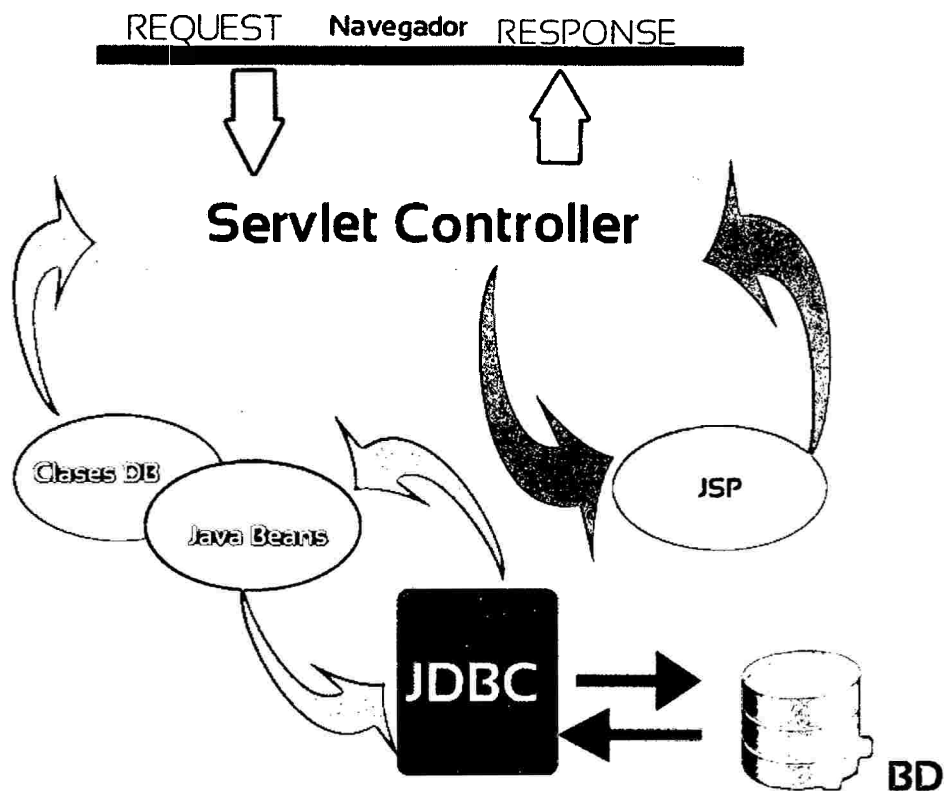 REQUEST Navegador RESPONSE
Servlet Controller
Clases DB
Java Beans
JSP
JDBC
BD